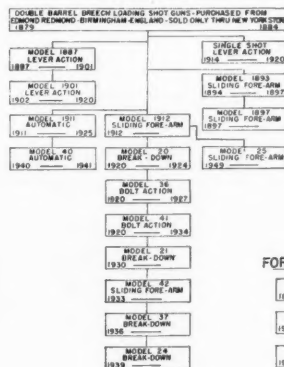 DOUBLE BARREL BREECH LOADING SHOT GUNS-PURCHASED FROM
EDMOND REDMOND-BIRMINGHAM-ENGLAND-SOLD ONLY THRU NEW YORK STORE
1879 1884
MODEL 1887
LEVER ACTION
1887 1901
SINGLE SHOT
LEVER ACTION
1914 1920
MODEL 1901
LEVER ACTION
1902 1920
MODEL 1893
SLIDING FORE-ARM
1894 1897
MODEL 1911
AUTOMATIC
1911 1925
MODEL 1912
SLIDING FORE-ARM
1912
MODEL 1897
SLIDING FORE-ARM
1897
MODEL 40
AUTOMATIC
1940 1941
MODEL 20
BREAK-DOWN
1920 1924
MODEL 25
SLIDING FORE-ARM
1949
MODEL 36
BOLT ACTION
1920 1927
MODEL 41
BOLT ACTION
1920 1934
MODEL 21
BREAK-DOWN
1930
MODEL 42
SLIDING FORE-ARM
1933
MODEL 37
BREAK-DOWN
1936
MODEL 24
BREAK-DOWN
1939